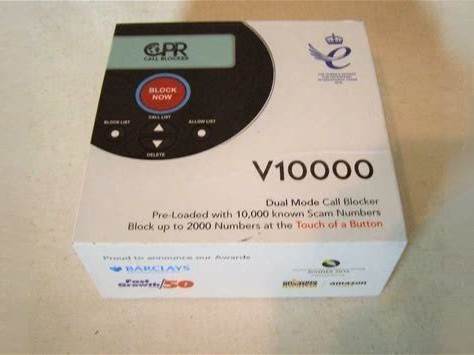 CPR
CALL BLOCKER
BLOCK
NOW
CALL LIST
BLOCK LIST
ALLOW LIST
DELETE
V10000
Dual Mode Call Blocker
Pre-Loaded with 10,000 known Scam Numbers
Block up to 2000 Numbers at the Touch of a Button
Proud to announce our Awards
BARCLAYS
Fast
Growth/50
amazon